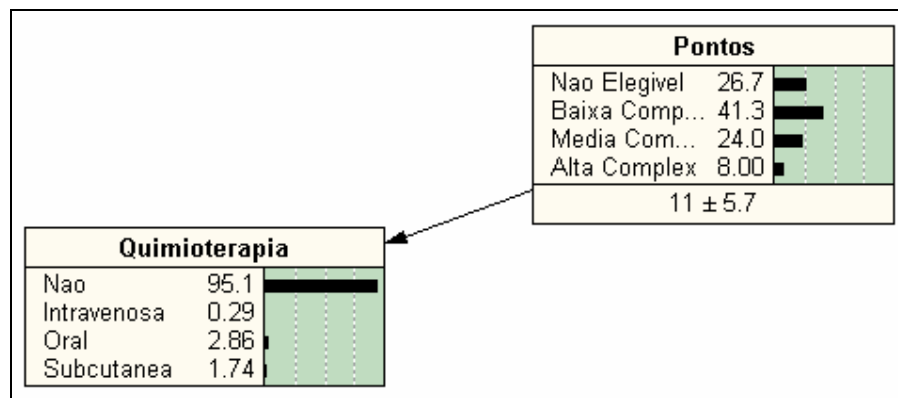 Pontos
Nao Elegivel 26.7
Baixa Comp... 41.3
Media Com... 24.0
Alta Complex 8.00
11 ± 5.7
Quimioterapia
Nao 95.1
Intravenosa 0.29
Oral 2.86
Subcutanea 1.74